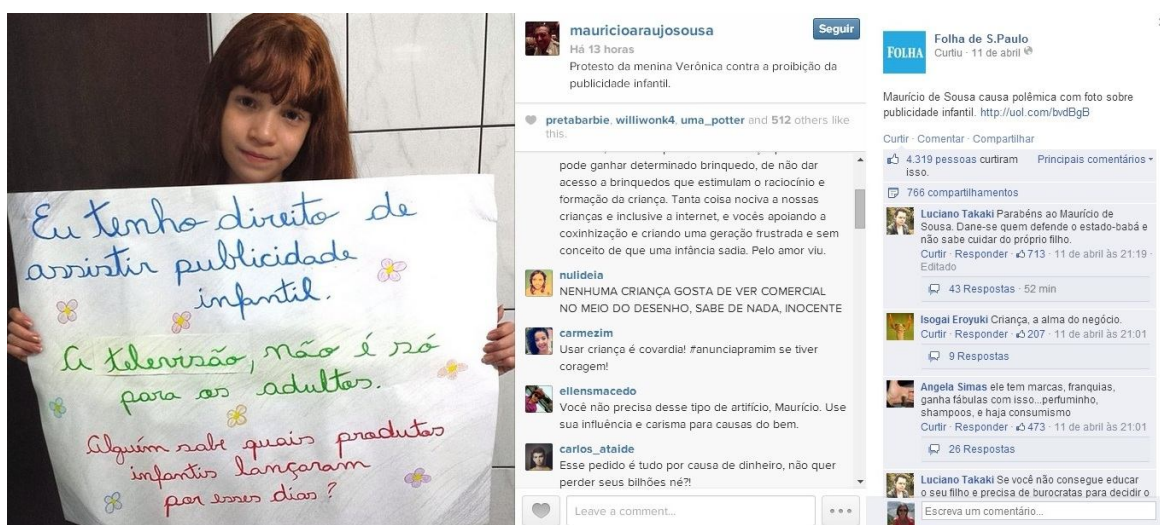 Eu tenho direito de
assistir publicidade
infantil.
A televisão, não é só
para os adultos.
Alguém sabe quais produtos
infantis lançaram
por esses dias?
mauricioaraujosousa
Seguir
Há 13 horas
Protesto da menina Verônica contra a proibição da
publicidade infantil.
pretabarbie, williwonk4, uma_potter and 512 others like
this.
pode ganhar determinado brinquedo, de não dar
acesso a brinquedos que estimulam o raciocínio e
formação da criança. Tanta coisa nociva a nossas
crianças e inclusive a internet, e vocês apoiando a
coxinhização e criando uma geração frustrada e sem
conceito de que uma infância sadia. Pelo amor viu.
nulideia
NENHUMA CRIANÇA GOSTA DE VER COMERCIAL
NO MEIO DO DESENHO, SABE DE NADA, INOCENTE
carmezim
Usar criança é covardia! #anunciapramim se tiver
coragem!
ellensmacedo
Você não precisa desse tipo de artifício, Maurício. Use
sua influência e carisma para causas do bem.
carlos_ataide
Esse pedido é tudo por causa de dinheiro, não quer
perder seus bilhões né?!
Leave a comment...
FOLHA
Folha de S.Paulo
Curtiu · 11 de abril
Maurício de Sousa causa polêmica com foto sobre
publicidade infantil. http://uol.com/bvdBgB
Curtir · Comentar · Compartilhar
4.319 pessoas curtiram
isso.
Principais comentários
766 compartilhamentos
Luciano Takaki Parabéns ao Maurício de
Sousa. Dane-se quem defende o estado-babá e
não sabe cuidar do próprio filho.
Curtir · Responder · 713 · 11 de abril às 21:19 ·
Editado
43 Respostas · 52 min
Isogai Eroyuki Criança, a alma do negócio.
Curtir · Responder · 207 · 11 de abril às 21:01
9 Respostas
Angela Simas ele tem marcas, franquias,
ganha fábulas com isso...perfuminho,
shampoos, e haja consumismo
Curtir · Responder · 473 · 11 de abril às 21:01
26 Respostas
Luciano Takaki Se você não consegue educar
o seu filho e precisa de burocratas para decidir o
Escreva um comentário...